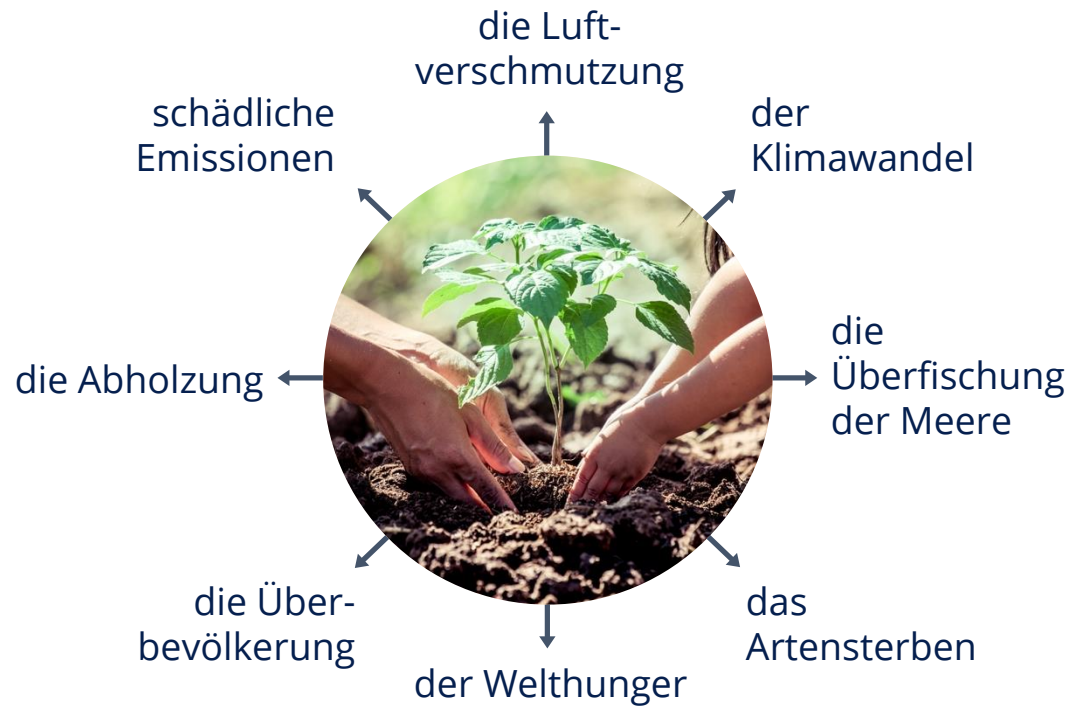 die Luft-
verschmutzung
schädliche
Emissionen
der
Klimawandel
die Abholzung
die
Überfischung
der Meere
die Über-
bevölkerung
das
Artensterben
der Welthunger